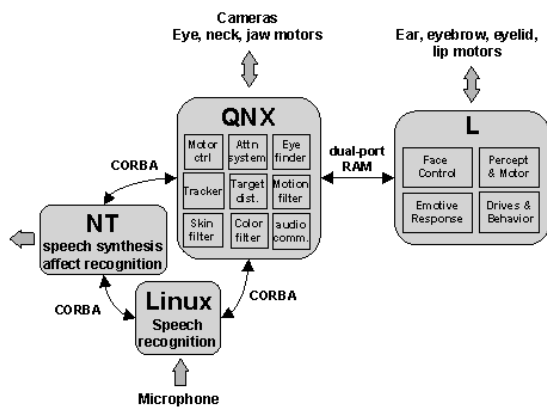 Cameras
Eye, neck, jaw motors
Ear, eyebrow, eyelid,
lip motors
QNX
Motor
ctrl
Attn
system
Eye
finder
Tracker
Target
dist.
Motion
filter
Skin
filter
Color
filter
audio
comm.
dual-port
RAM
L
Face
Control
Percept
& Motor
Emotive
Response
Drives &
Behavior
CORBA
NT
speech synthesis
affect recognition
CORBA
Linux
Speech
recognition
CORBA
Microphone